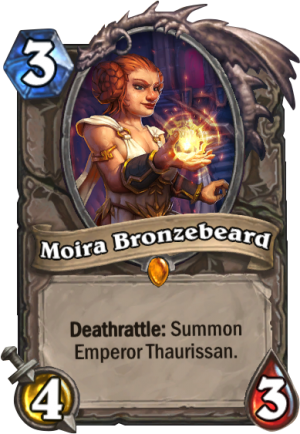 3
Moira Bronzebeard
Deathrattle: Summon
Emperor Thaurissan.
4
3